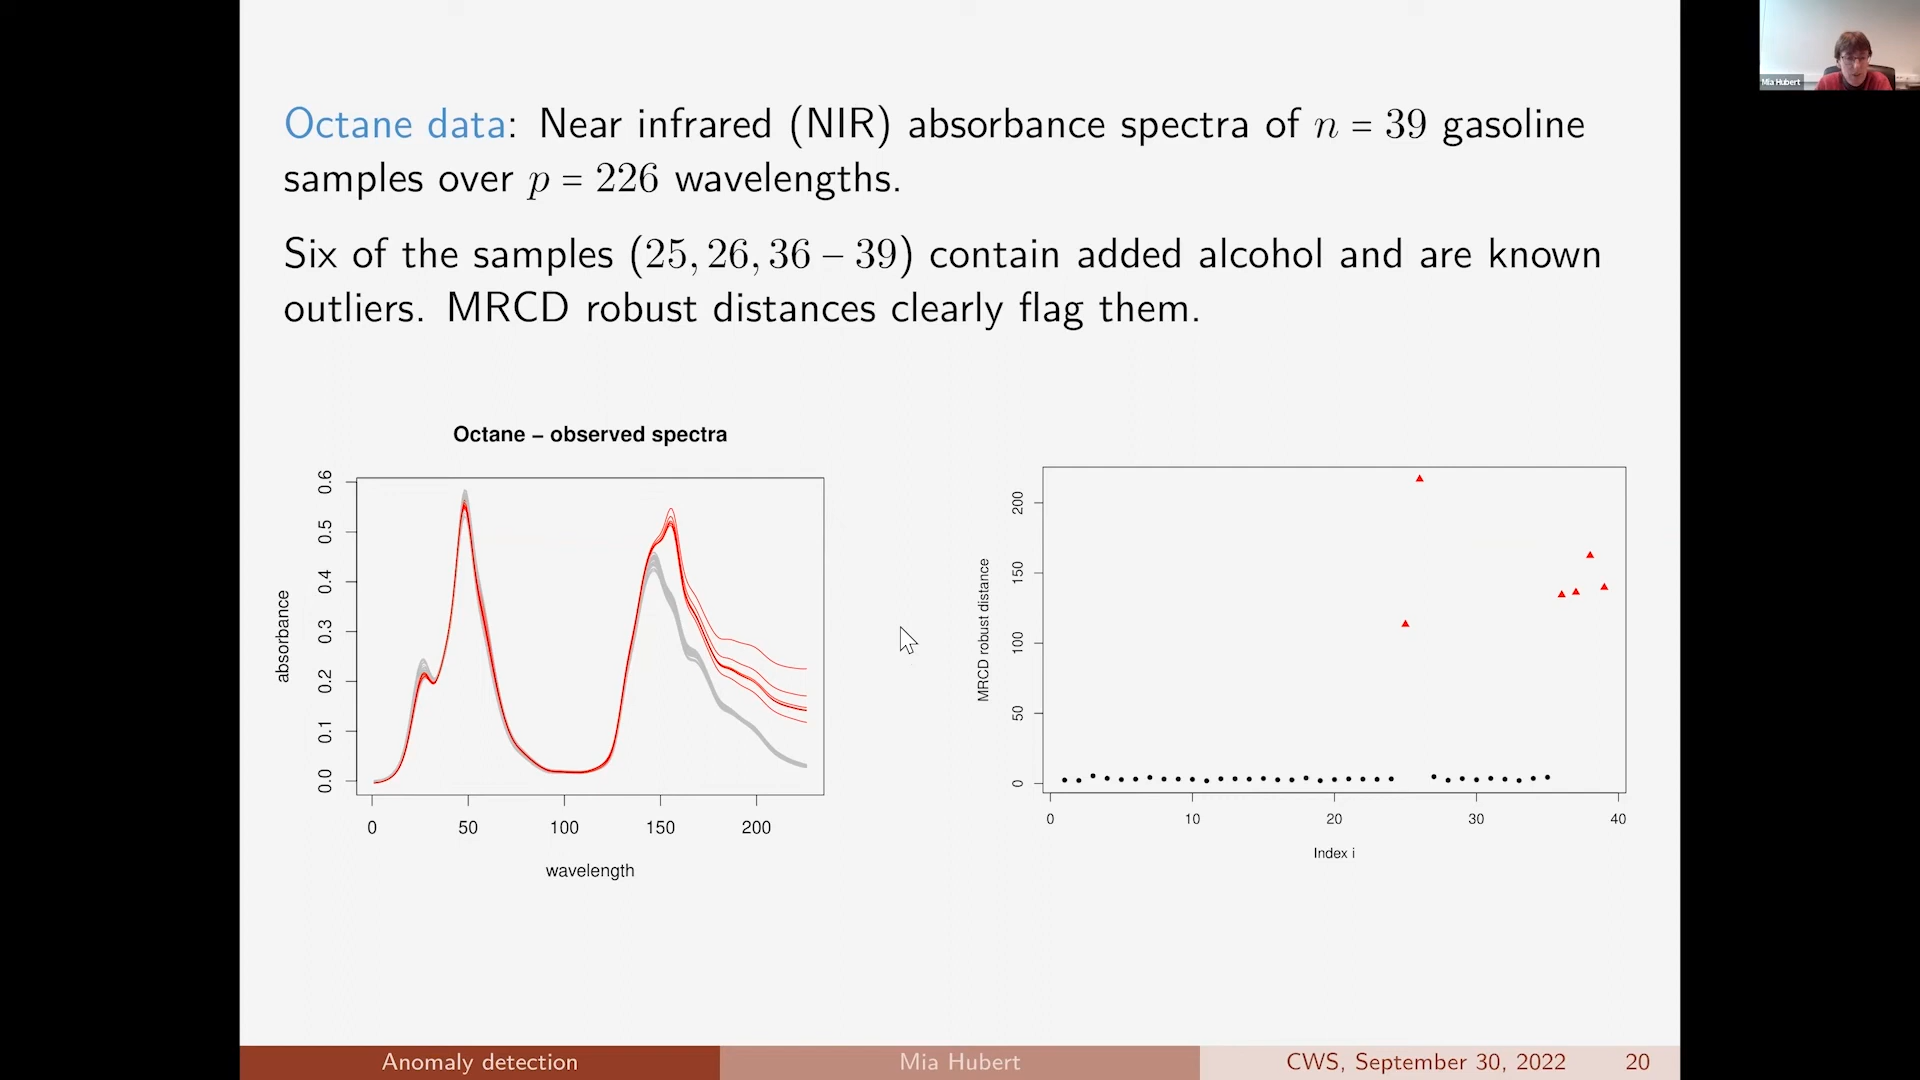 Mia Hubert
Octane data: Near infrared (NIR) absorbance spectra of n = 39 gasoline
samples over p = 226 wavelengths.
Six of the samples (25, 26, 36 – 39) contain added alcohol and are known
outliers. MRCD robust distances clearly flag them.
Octane – observed spectra
absorbance
0.6
0.5
0.4
0.3
0.2
0.1
0.0
0 50 100 150 200
wavelength
MRCD robust distance
200
150
100
50
0
0 10 20 30 40
Index i
Anomaly detection Mia Hubert CWS, September 30, 2022 20